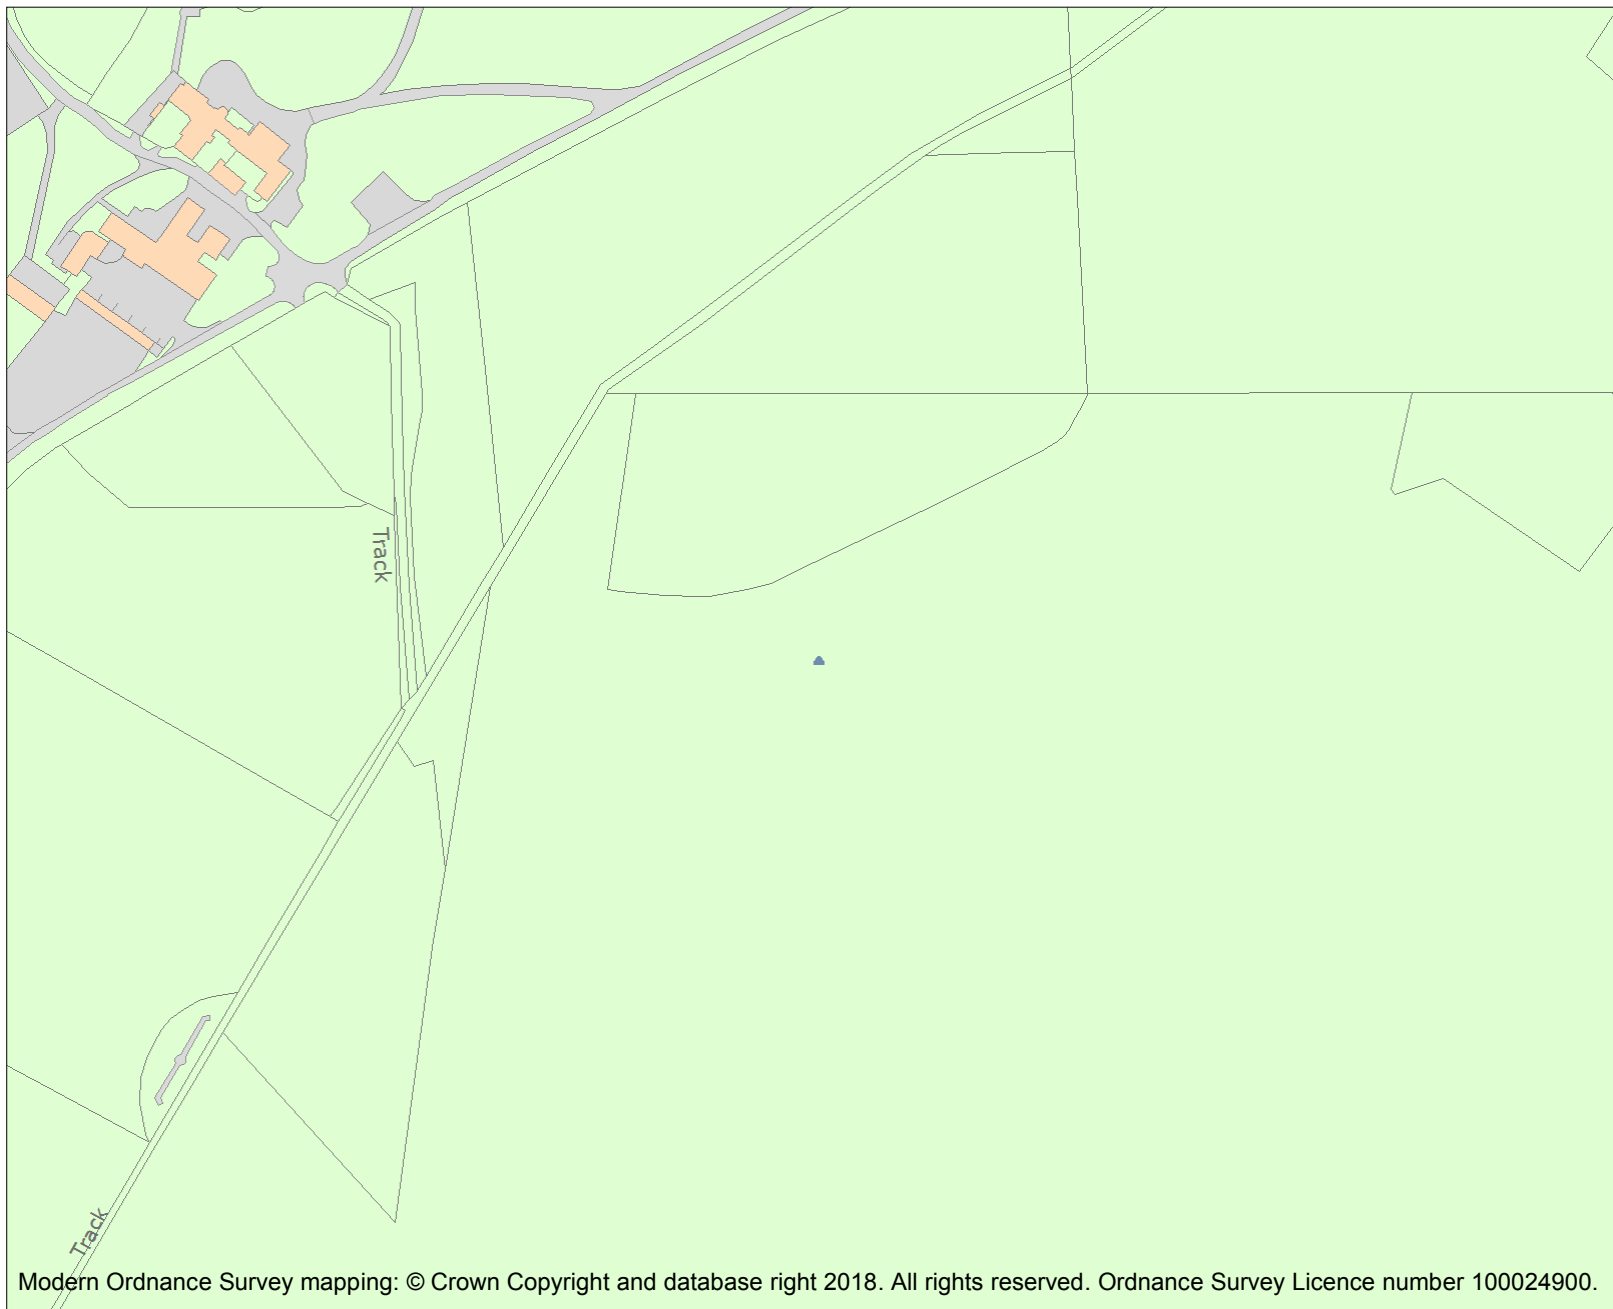 Track
Track
Modern Ordnance Survey mapping: © Crown Copyright and database right 2018. All rights reserved. Ordnance Survey Licence number 100024900.